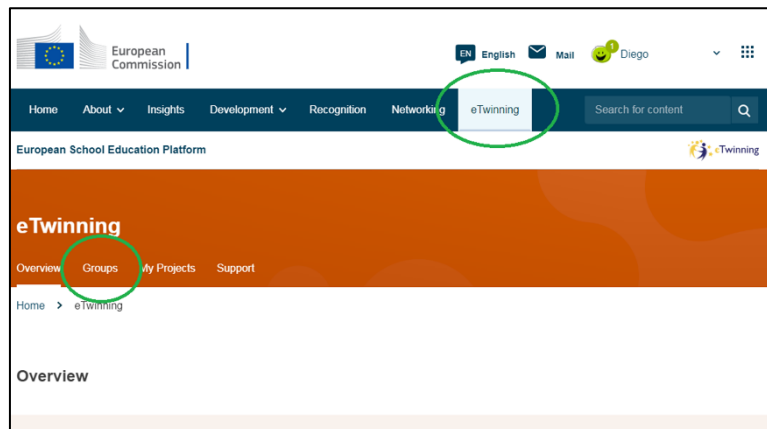 European
Commission
EN English Mail 1 Diego
Home About Insights Development Recognition Networking eTwinning Search for content
European School Education Platform eTwinning
eTwinning
Overview Groups My Projects Support
Home > eTwinning
Overview